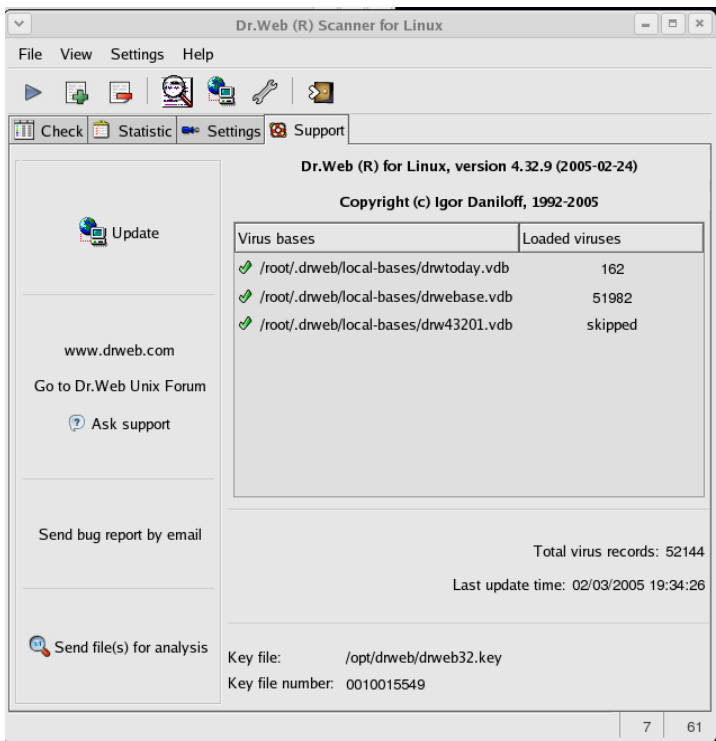 Dr.Web (R) Scanner for Linux
File View Settings Help
Check Statistic Settings Support
Update
www.drweb.com
Go to Dr.Web Unix Forum
Ask support
Send bug report by email
Send file(s) for analysis
Dr.Web (R) for Linux, version 4.32.9 (2005-02-24)
Copyright (c) Igor Daniloff, 1992-2005
Virus bases Loaded viruses
/root/.drweb/local-bases/drwtoday.vdb 162
/root/.drweb/local-bases/drwebase.vdb 51982
/root/.drweb/local-bases/drw43201.vdb skipped
Total virus records: 52144
Last update time: 02/03/2005 19:34:26
Key file: /opt/drweb/drweb32.key
Key file number: 0010015549
7 61